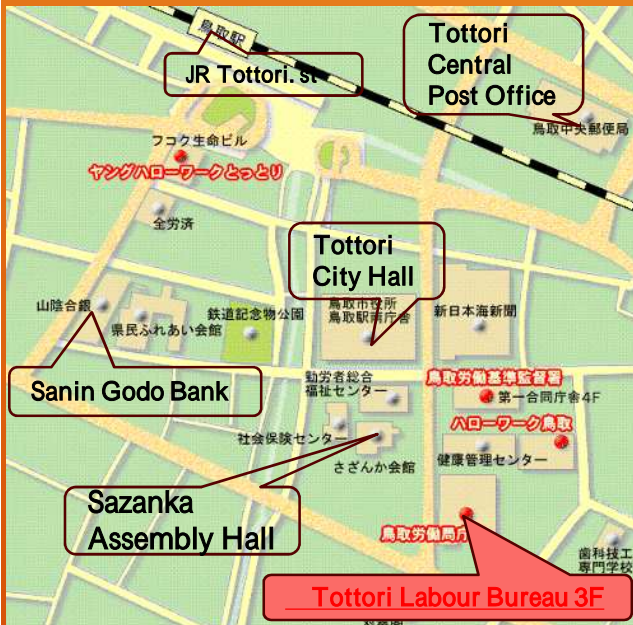 鳥取駅
JR Tottori. st
Tottori
Central
Post Office
鳥取中央郵便局
フコク生命ビル
ヤングハローワークとっとり
全労済
Tottori
City Hall
鳥取市役所
鳥取駅南庁舎
新日本海新聞
山陰合銀
県民ふれあい会館
鉄道記念物公園
Sanin Godo Bank
勤労者総合
福祉センター
鳥取労働基準監督署
第一合同庁舎4F
ハローワーク鳥取
社会保険センター
さざんか会館
健康管理センター
Sazanka
Assembly Hall
鳥取労働局庁
歯科技工
専門学校
Tottori Labour Bureau 3F